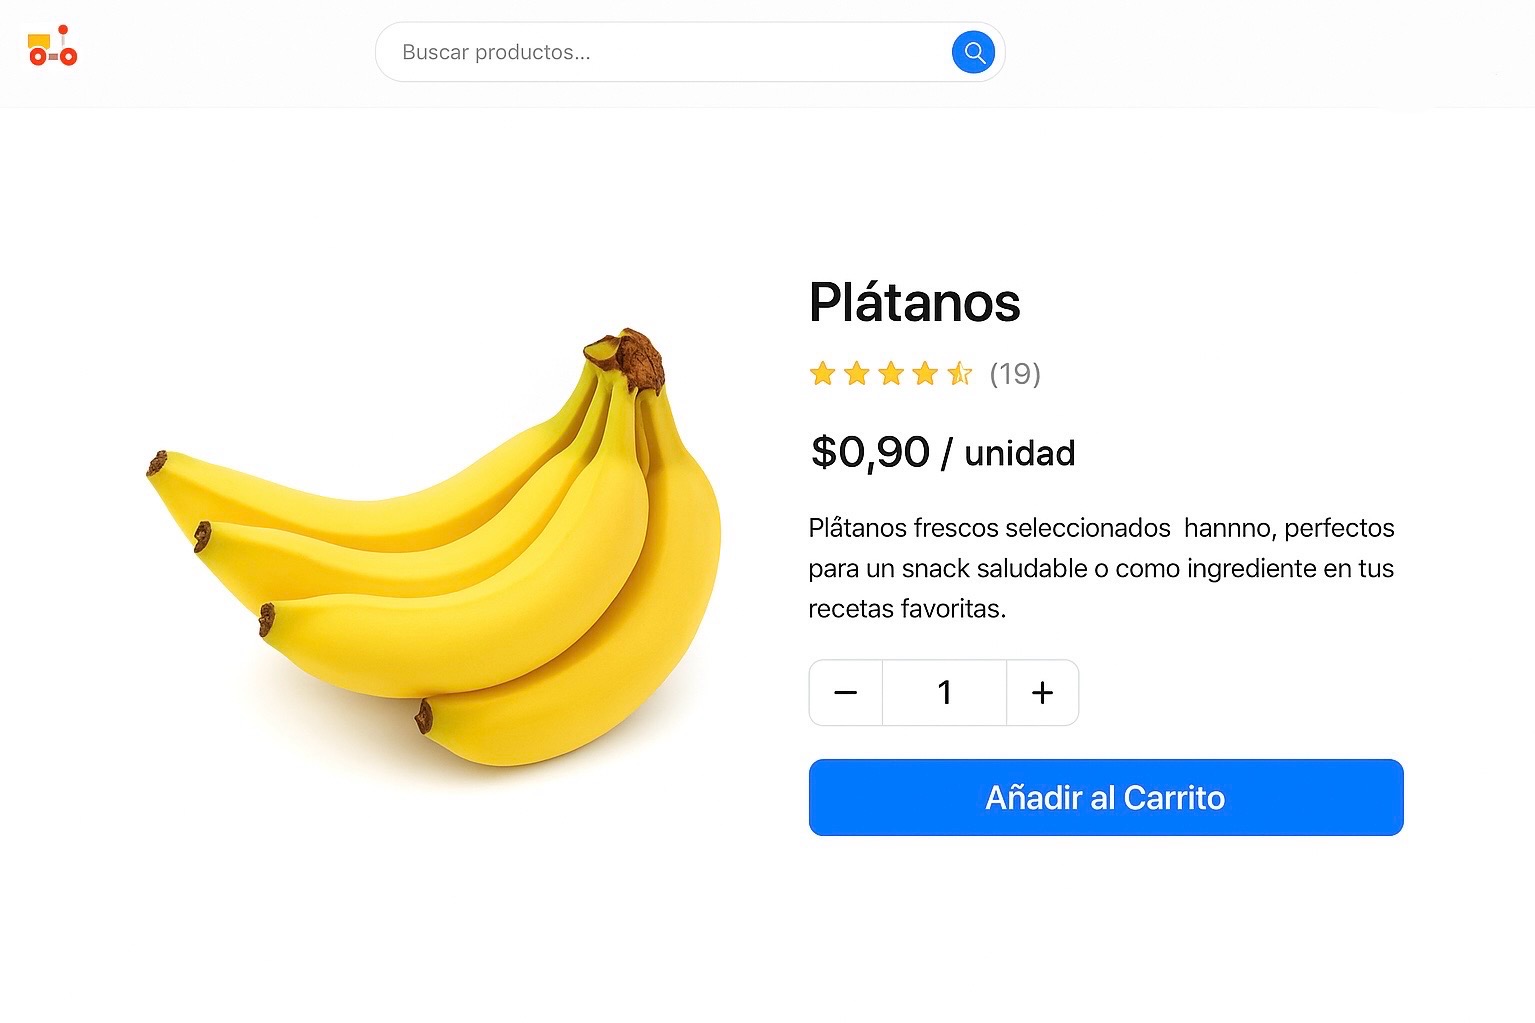 Buscar productos...
Plátanos
(19)
$0,90 / unidad
Plátanos frescos seleccionados hannno, perfectos
para un snack saludable o como ingrediente en tus
recetas favoritas.
− 1 +
Añadir al Carrito